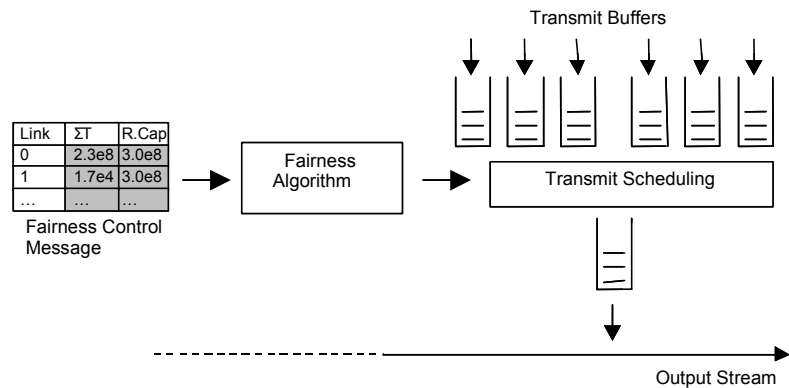 Transmit Buffers
Link ΣT R.Cap
0 2.3e8 3.0e8
1 1.7e4 3.0e8
… … …
Fairness Control
Message
Fairness
Algorithm
Transmit Scheduling
Output Stream